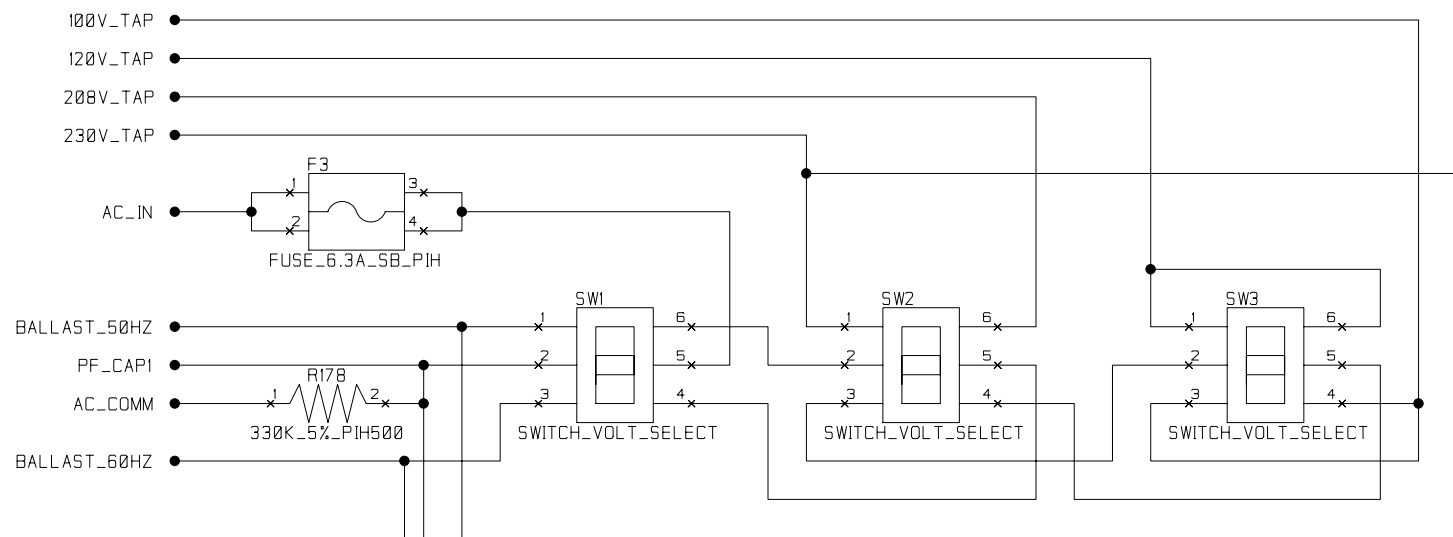 100V_TAP
120V_TAP
208V_TAP
230V_TAP
F3
1
3
AC_IN
2
4
FUSE_6.3A_SB_PIH
SW1
SW2
SW3
BALLAST_50HZ
1
6
1
6
1
6
PF_CAP1
2
5
2
5
2
5
R178
AC_COMM
1
2
3
4
3
4
3
4
330K_5%_PIH500
SWITCH_VOLT_SELECT
SWITCH_VOLT_SELECT
SWITCH_VOLT_SELECT
BALLAST_60HZ